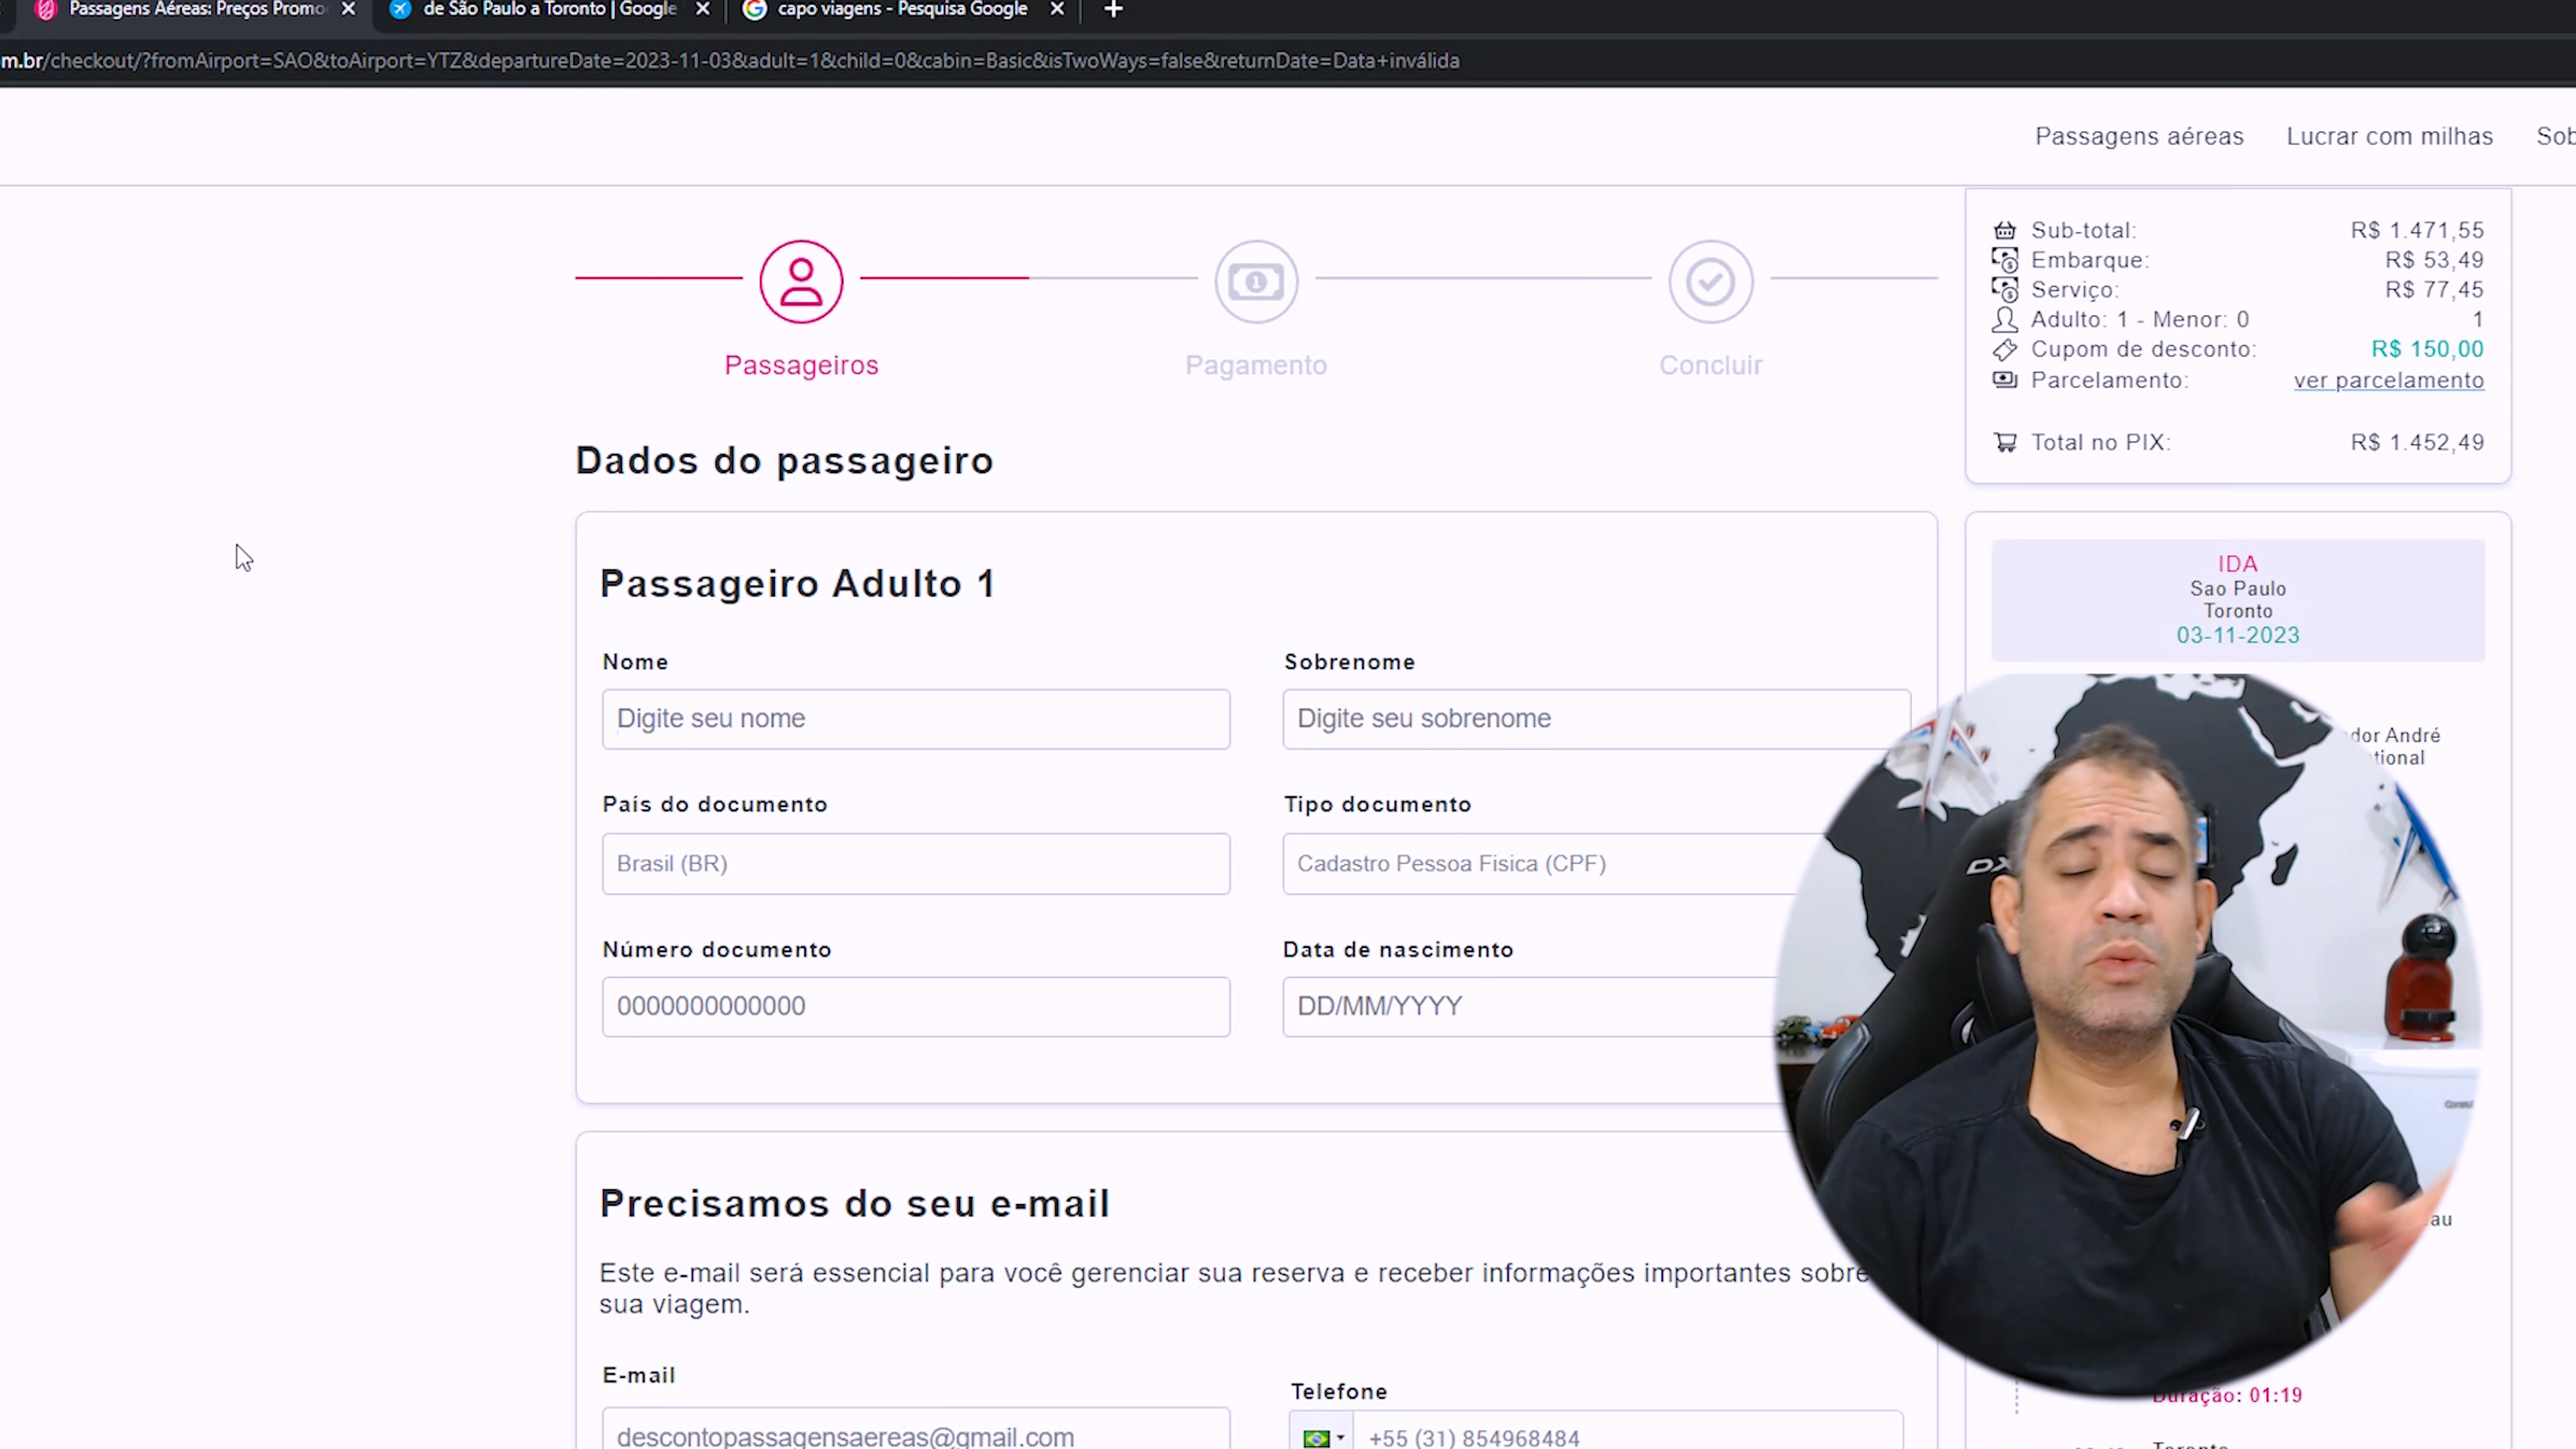 Passagens Aéreas: Preços Promo
de São Paulo a Toronto | Google
capo viagens - Pesquisa Google
m.br/checkout/?fromAirport=SAO&toAirport=YTZ&departureDate=2023-11-03&adult=1&child=0&cabin=Basic&isTwoWays=false&returnDate=Data+inválida
Passagens aéreas
Lucrar com milhas
Sob
Passageiros
Pagamento
Concluir
Sub-total: R$ 1.471,55
Embarque: R$ 53,49
Serviço: R$ 77,45
Adulto: 1 - Menor: 0 1
Cupom de desconto: R$ 150,00
Parcelamento: ver parcelamento
Total no PIX: R$ 1.452,49
Dados do passageiro
Passageiro Adulto 1
Nome
Digite seu nome
Sobrenome
Digite seu sobrenome
País do documento
Brasil (BR)
Tipo documento
Cadastro Pessoa Fisica (CPF)
Número documento
0000000000000
Data de nascimento
DD/MM/YYYY
IDA
Sao Paulo
Toronto
03-11-2023
dor André
tional
DX
au
Duração: 01:19
Toronto
Precisamos do seu e-mail
Este e-mail será essencial para você gerenciar sua reserva e receber informações importantes sobre
sua viagem.
E-mail
descontopassagensaereas@gmail.com
Telefone
+55 (31) 854968484